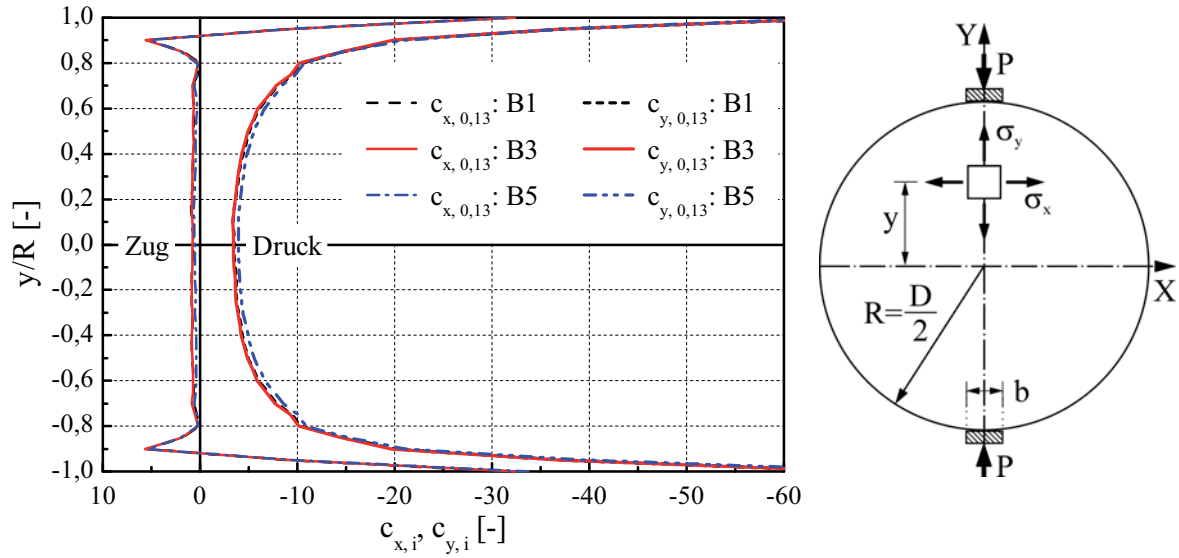 1,0
0,8
0,6
0,4
0,2
0,0
-0,2
-0,4
-0,6
-0,8
-1,0
y/R [-]
10 0 -10 -20 -30 -40 -50 -60
c_x, i, c_y, i [-]
Zug Druck
c_x, 0,13: B1 c_y, 0,13: B1
c_x, 0,13: B3 c_y, 0,13: B3
c_x, 0,13: B5 c_y, 0,13: B5
Y
P
σ_y
σ_x
y
X
R=D/2
b
P